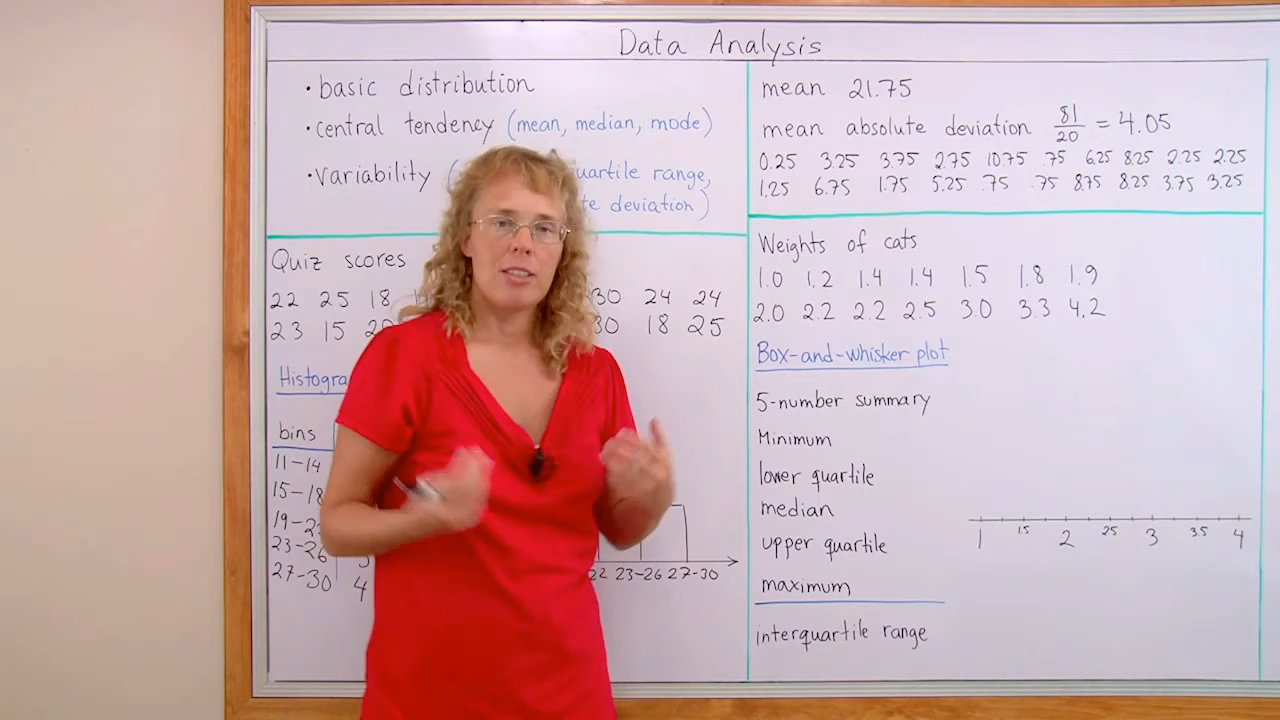 Data Analysis
• basic distribution
• central tendency (mean, median, mode)
• variability ( uartile range,
te deviation)
Quiz scores
22 25 18 30 24 24
23 15 20 30 18 25
Histogra
bins
11-14
15-18
19-22
23-26
27-30 4
22 23-26 27-30
mean 21.75
mean absolute deviation 81/20 = 4.05
0.25 3.25 3.75 2.75 10.75 .75 6.25 8.25 2.25 2.25
1.25 6.75 1.75 5.25 .75 .75 8.75 8.25 3.75 3.25
Weights of cats
1.0 1.2 1.4 1.4 1.5 1.8 1.9
2.0 2.2 2.2 2.5 3.0 3.3 4.2
Box-and-whisker plot
5-number summary
Minimum
lower quartile
median
upper quartile
maximum
interquartile range
1 1.5 2 2.5 3 3.5 4